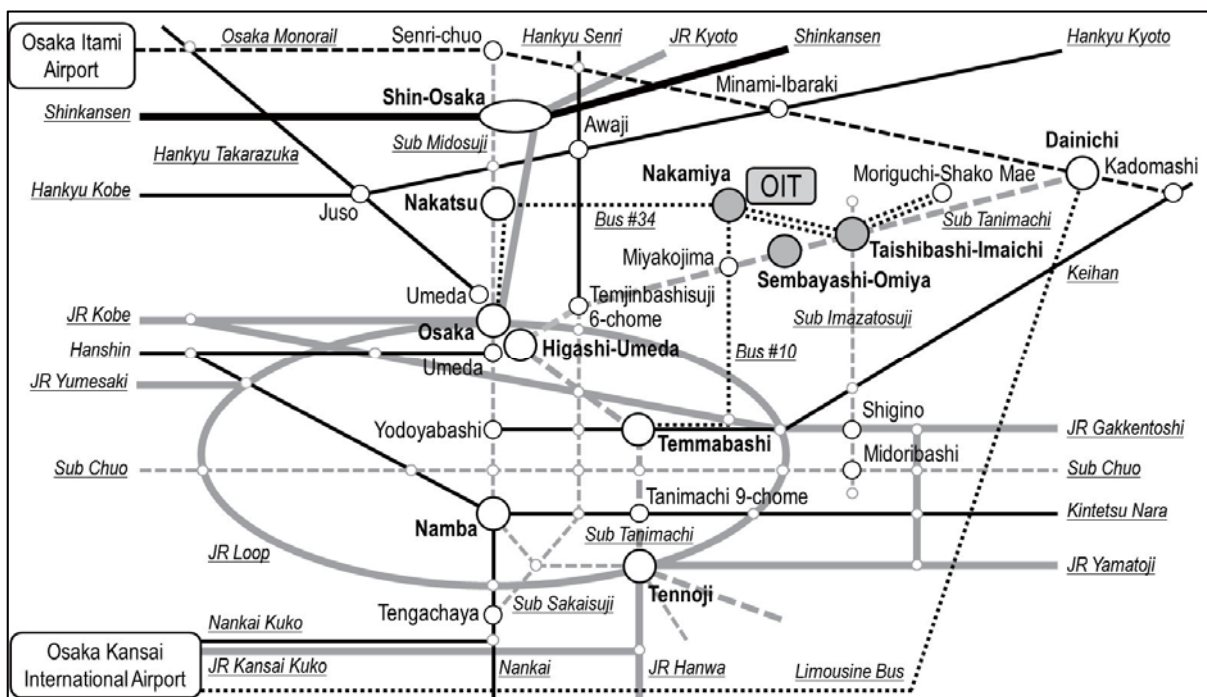 Osaka Itami
Airport
Osaka Monorail
Senri-chuo
Hankyu Senri
JR Kyoto
Shinkansen
Hankyu Kyoto
Minami-Ibaraki
Shin-Osaka
Shinkansen
Awaji
Sub Midosuji
Dainichi
Hankyu Takarazuka
Kadomashi
Nakamiya
OIT
Moriguchi-Shako Mae
Hankyu Kobe
Juso
Nakatsu
Bus #34
Sub Tanimachi
Taishibashi-Imaichi
Miyakojima
Sembayashi-Omiya
Keihan
Umeda
Temjinbashisuji
6-chome
JR Kobe
Osaka
Sub Imazatosuji
Hanshin
Higashi-Umeda
Bus #10
Umeda
JR Yumesaki
Shigino
Yodoyabashi
Temmabashi
JR Gakkentoshi
Midoribashi
Sub Chuo
Sub Chuo
Tanimachi 9-chome
Namba
Kintetsu Nara
Sub Tanimachi
JR Loop
JR Yamatoji
Tennoji
Tengachaya
Sub Sakaisuji
Nankai Kuko
Osaka Kansai
International Airport
JR Kansai Kuko
Nankai
JR Hanwa
Limousine Bus